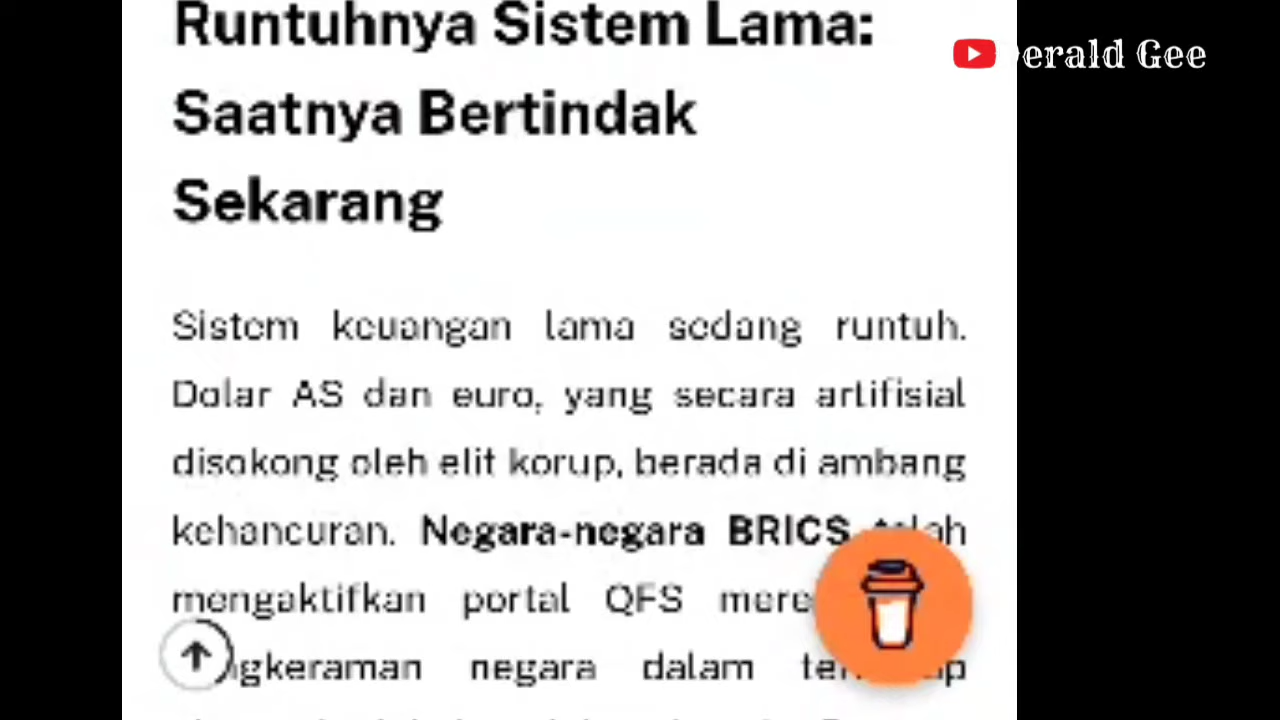 Runtuhnya Sistem Lama:
erald Gee
Saatnya Bertindak
Sekarang
Sistem keuangan lama sedang runtuh.
Dolar AS dan euro, yang secara artifisial
disokong oleh elit korup, berada di ambang
kehancuran. Negara-negara BRICS telah
mengaktifkan portal QFS
negara dalam